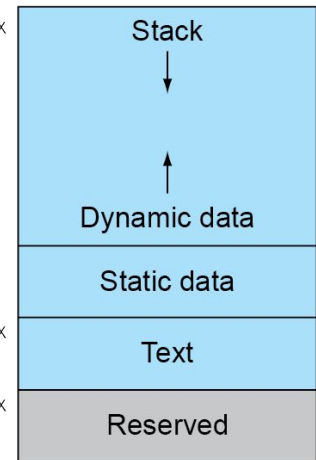 x
Stack
Dynamic data
Static data
x
Text
x
Reserved